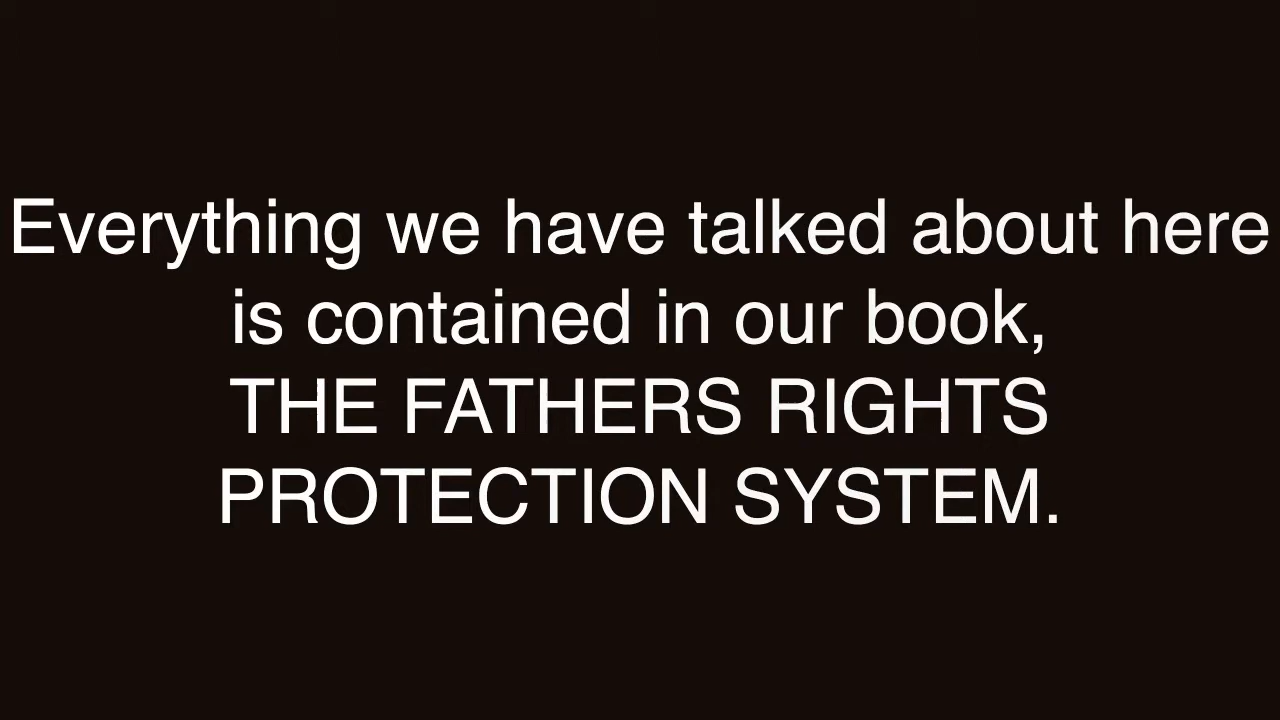 Everything we have talked about here
is contained in our book,
THE FATHERS RIGHTS
PROTECTION SYSTEM.